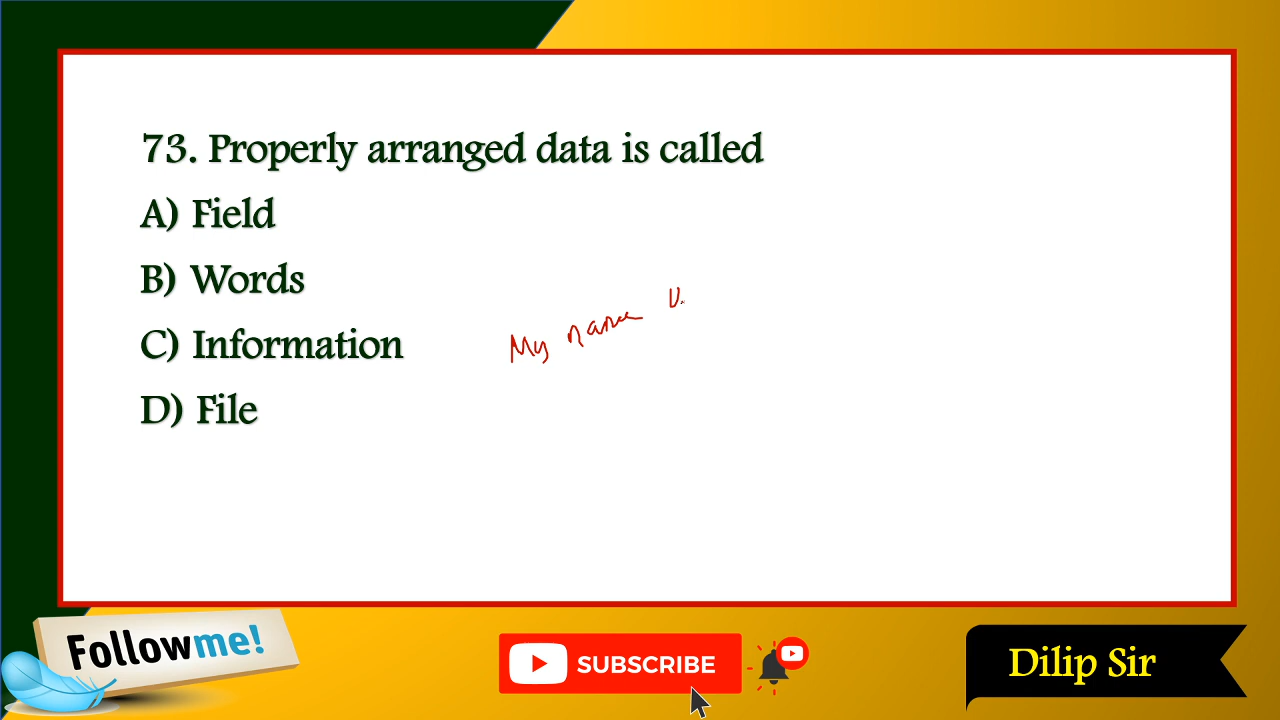 73. Properly arranged data is called
A) Field
B) Words
C) Information
D) File
My name
Followme!
SUBSCRIBE
Dilip Sir